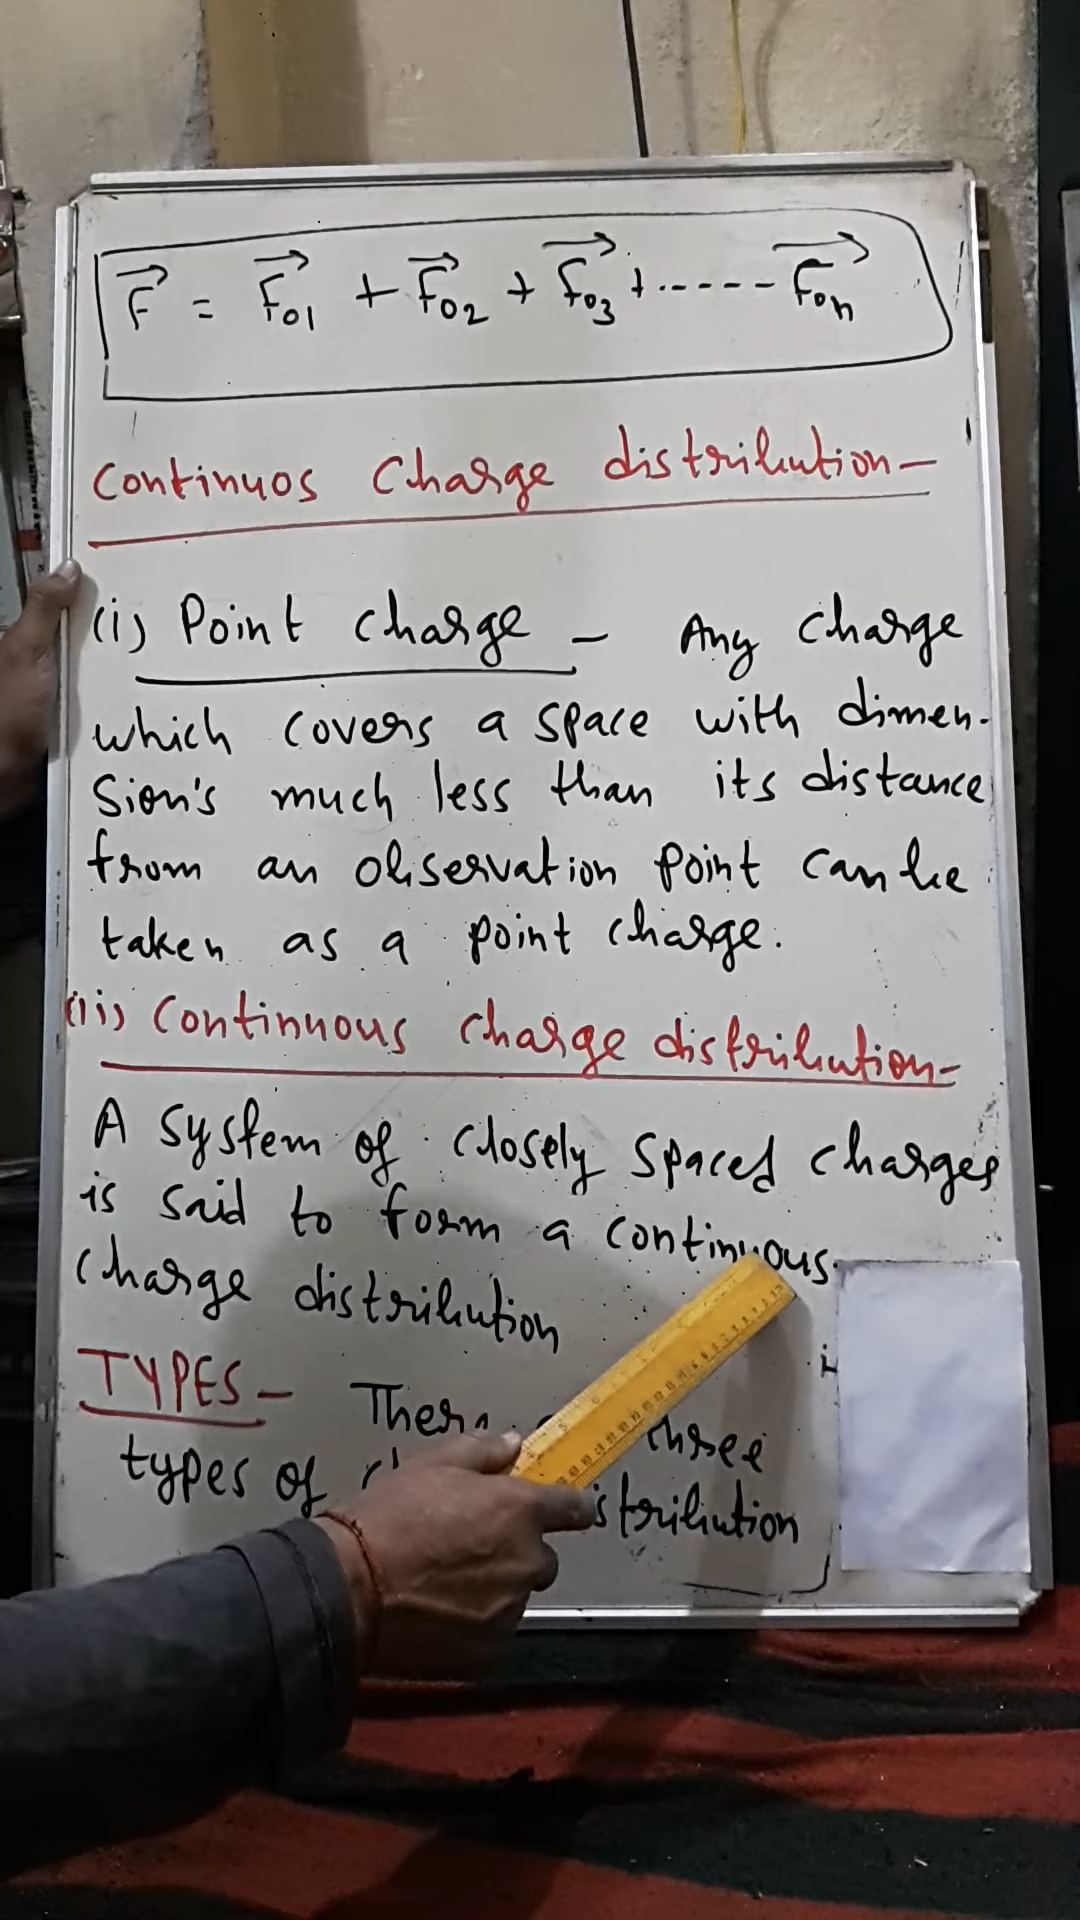 F⃗ = F⃗01 + F⃗02 + F⃗03 + ----- F⃗0n
Continuos Charge distribution-
(i) Point charge - Any charge
which covers a space with dimen-
sion's much less than its distance
from an observation point can be
taken as a point charge.
(ii) Continuous charge distribution-
A system of closely spaced charges
is said to form a continuous
charge distribution
TYPES- There three
types of distribution